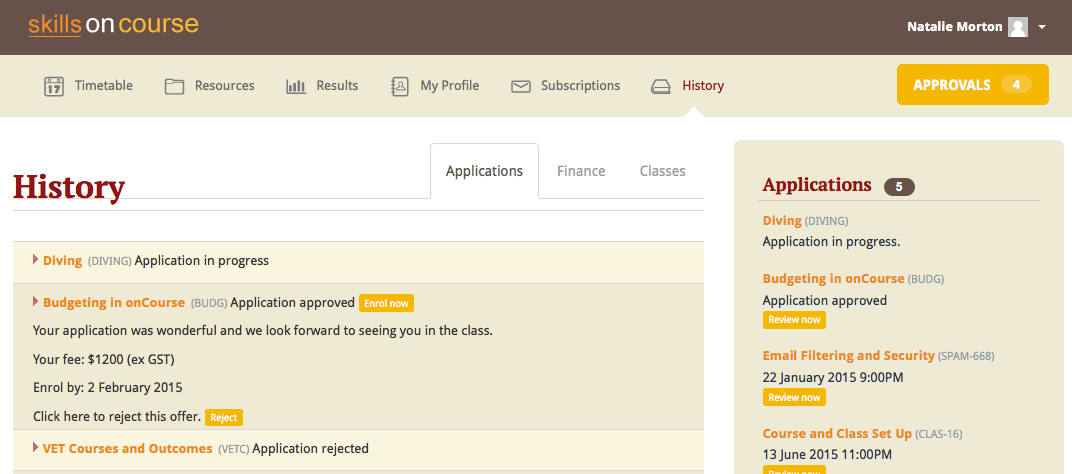 skills on course
Natalie Morton
17 Timetable
Resources
Results
My Profile
Subscriptions
History
APPROVALS 4
History
Applications
Finance
Classes
Diving (DIVING) Application in progress
Budgeting in onCourse (BUDG) Application approved Enrol now
Your application was wonderful and we look forward to seeing you in the class.
Your fee: $1200 (ex GST)
Enrol by: 2 February 2015
Click here to reject this offer. Reject
VET Courses and Outcomes (VETC) Application rejected
Applications 5
Diving (DIVING)
Application in progress.
Budgeting in onCourse (BUDG)
Application approved
Review now
Email Filtering and Security (SPAM-668)
22 January 2015 9:00PM
Review now
Course and Class Set Up (CLAS-16)
13 June 2015 11:00PM
Review now